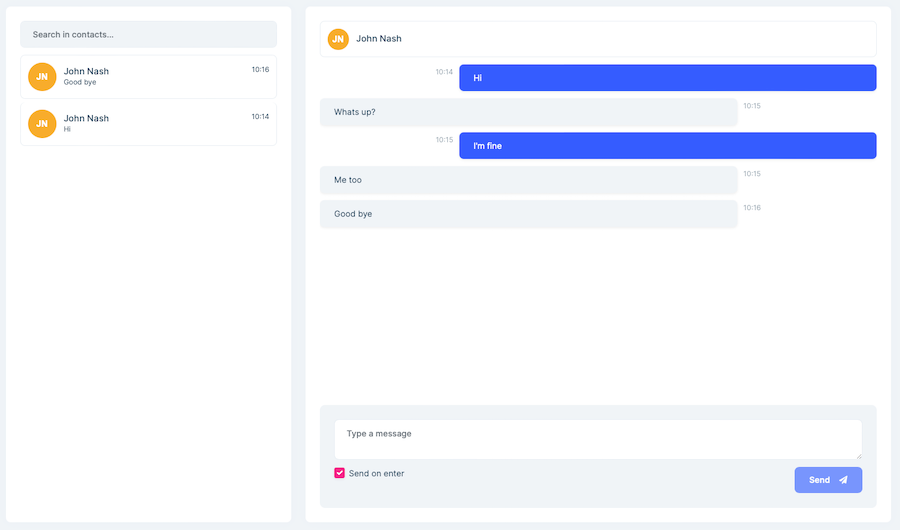 Search in contacts...
JN John Nash 10:16
Good bye
JN John Nash 10:14
Hi
JN John Nash
10:14 Hi
Whats up? 10:15
10:15 I'm fine
Me too 10:15
Good bye 10:16
Type a message
Send on enter
Send